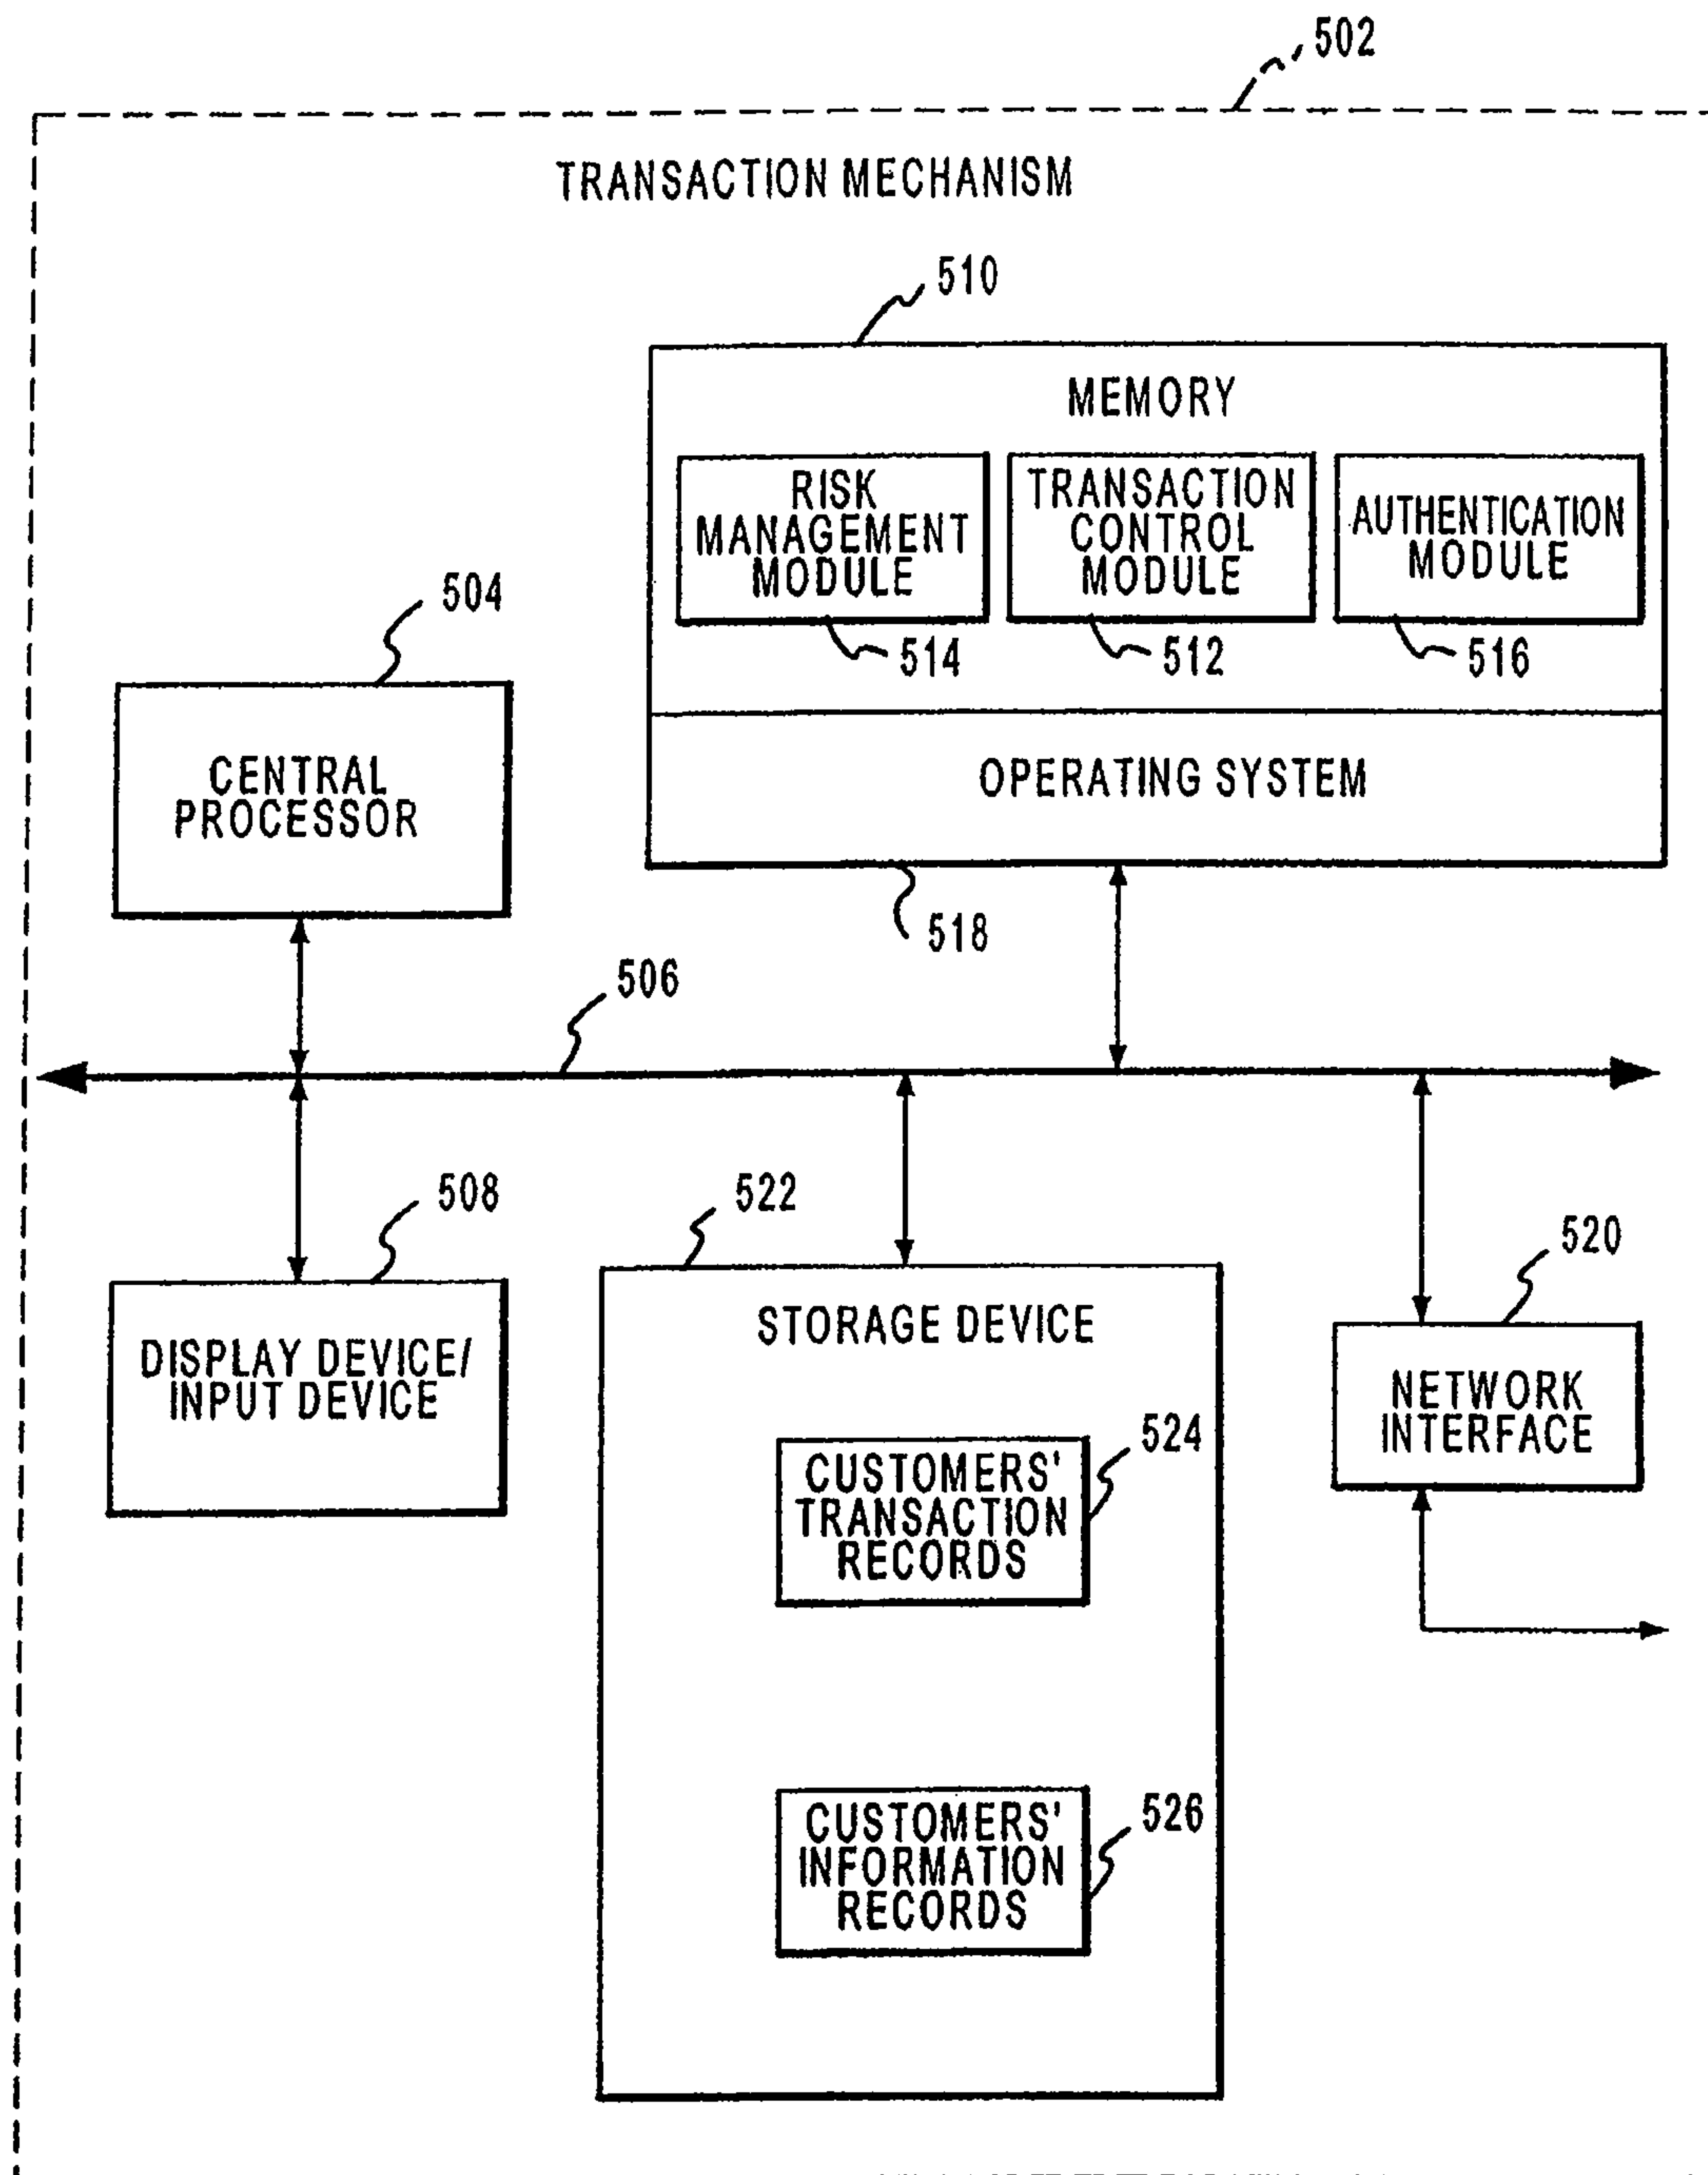 502
TRANSACTION MECHANISM
510
MEMORY
RISK
MANAGEMENT
MODULE
TRANSACTION
CONTROL
MODULE
AUTHENTICATION
MODULE
514
512
516
504
CENTRAL
PROCESSOR
OPERATING SYSTEM
518
506
508
522
520
DISPLAY DEVICE/
INPUT DEVICE
STORAGE DEVICE
NETWORK
INTERFACE
524
CUSTOMERS'
TRANSACTION
RECORDS
526
CUSTOMERS'
INFORMATION
RECORDS